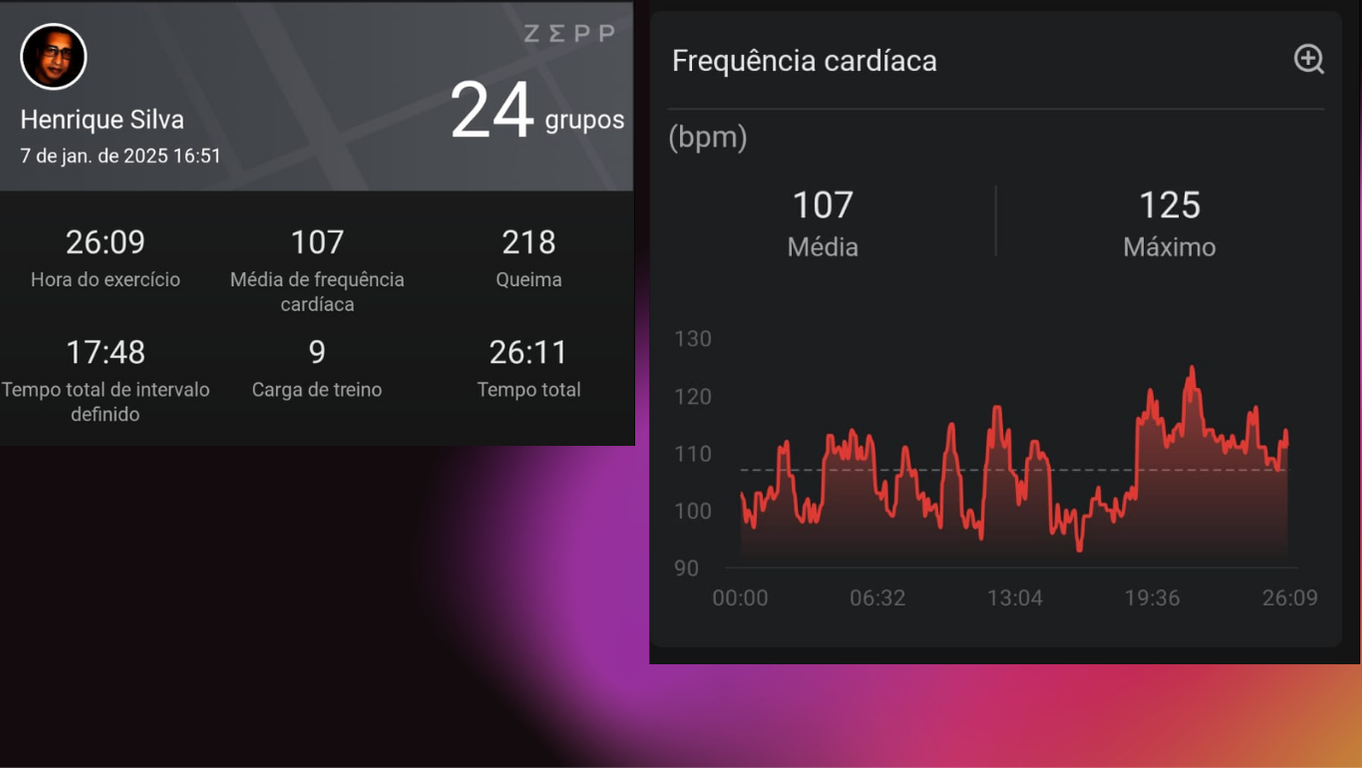 ZΣPP
24 grupos
Henrique Silva
7 de jan. de 2025 16:51
26:09
Hora do exercício
107
Média de frequência
cardíaca
218
Queima
17:48
Tempo total de intervalo
definido
9
Carga de treino
26:11
Tempo total
Frequência cardíaca
(bpm)
107
Média
125
Máximo
130
120
110
100
90
00:00
06:32
13:04
19:36
26:09